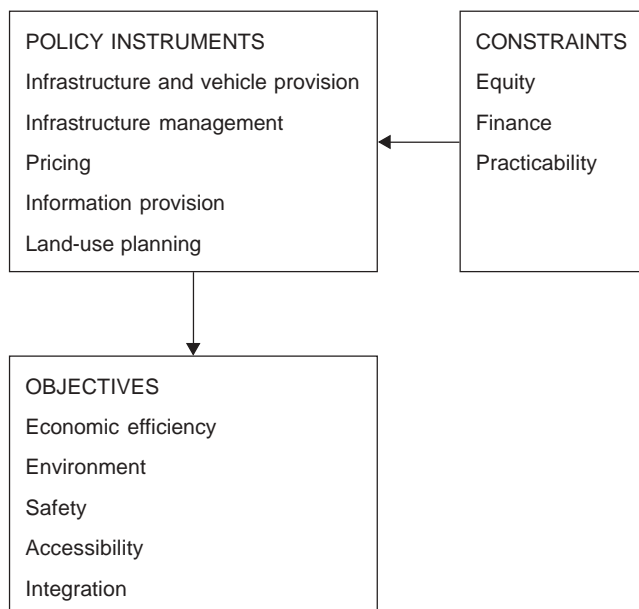 POLICY INSTRUMENTS
Infrastructure and vehicle provision
Infrastructure management
Pricing
Information provision
Land-use planning
CONSTRAINTS
Equity
Finance
Practicability
OBJECTIVES
Economic efficiency
Environment
Safety
Accessibility
Integration